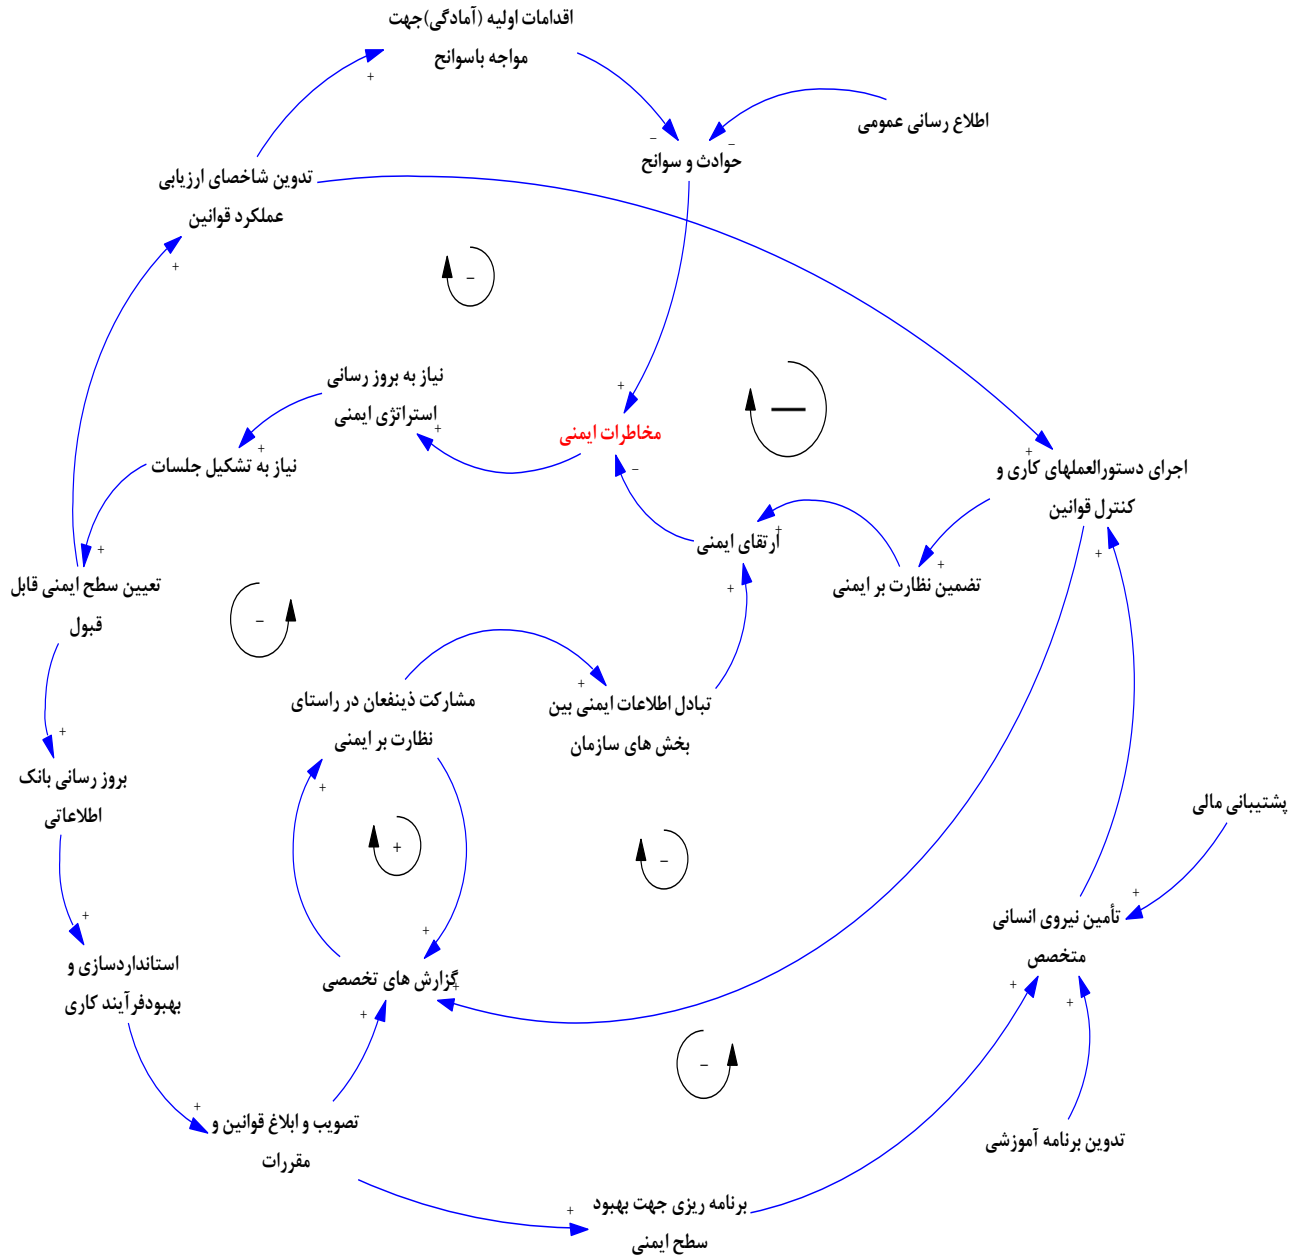 اقدامات اولیه (آمادگی)جهت
مواجه باسوانح
+
اطلاع رسانی عمومی
–
–
حوادث و سوانح
تدوین شاخصای ارزیابی
عملکرد قوانین
+
–
نیاز به بروز رسانی
استراتژی ایمنی
+
+
–
مخاطرات ایمنی
–
نیاز به تشکیل جلسات
+
اجرای دستورالعملهای کاری و
کنترل قوانین
+
+
ارتقای ایمنی
+
تضمین نظارت بر ایمنی
+
+
+
تعیین سطح ایمنی قابل
قبول
+
–
مشارکت ذینفعان در راستای
نظارت بر ایمنی
+
تبادل اطلاعات ایمنی بین
بخش های سازمان
+
بروز رسانی بانک
اطلاعاتی
+
پشتیبانی مالی
+
–
+
تأمین نیروی انسانی
متخصص
+
استانداردسازی و
بهبودفرآیند کاری
+
گزارش های تخصصی
+
+
+
+
+
–
تصویب و ابلاغ قوانین و
مقررات
+
تدوین برنامه آموزشی
برنامه ریزی جهت بهبود
سطح ایمنی
+